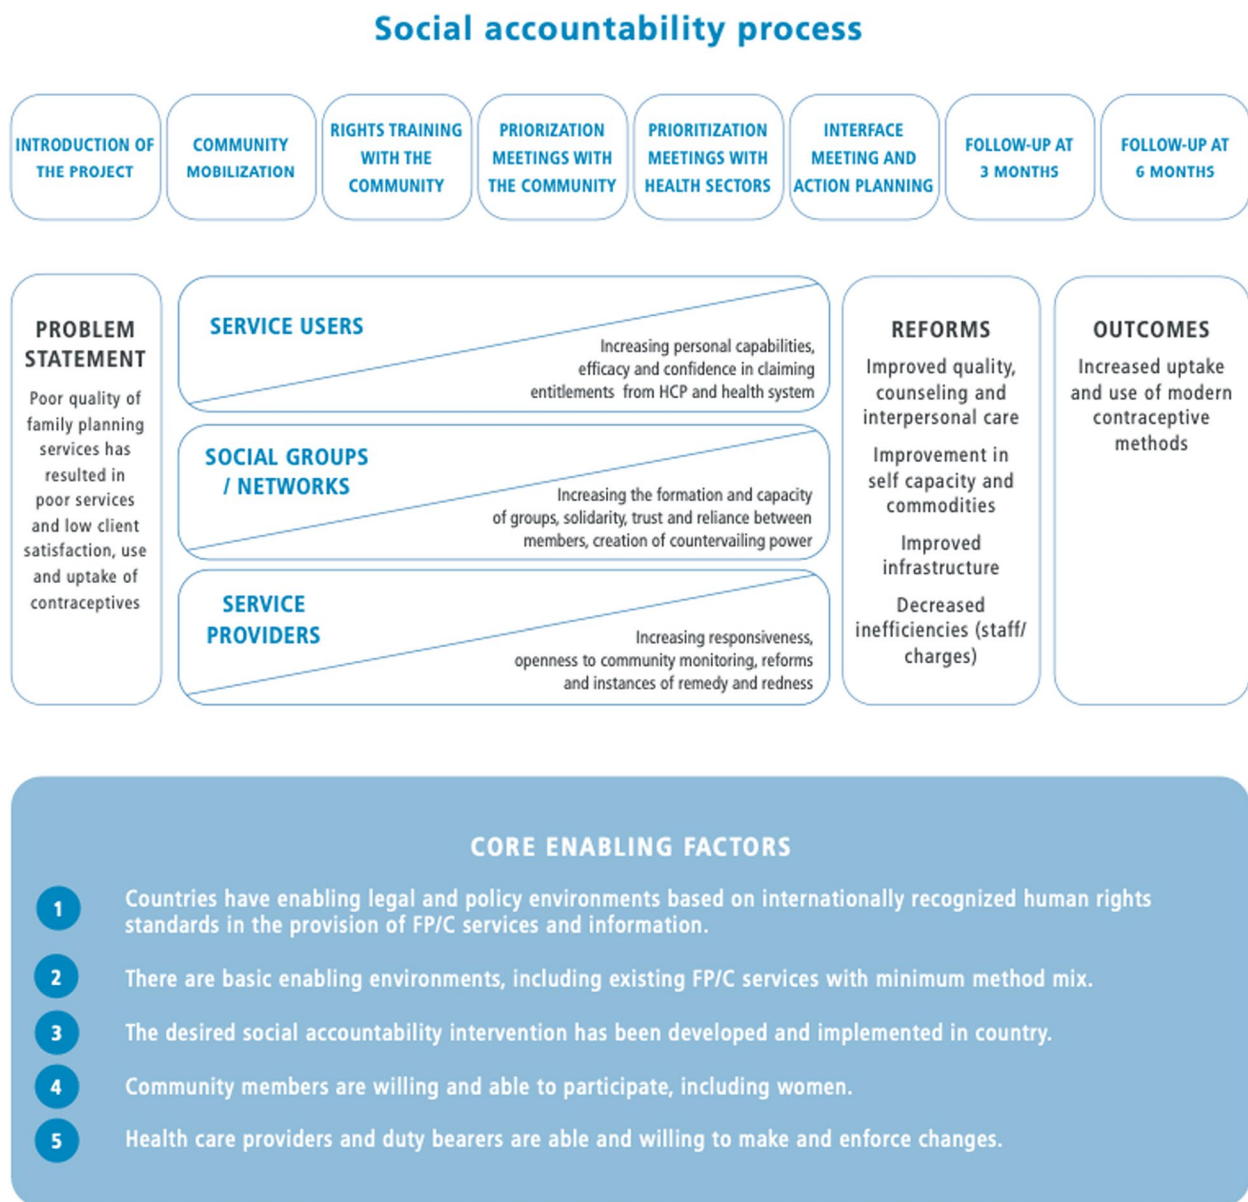 Social accountability process
INTRODUCTION OF
THE PROJECT
COMMUNITY
MOBILIZATION
RIGHTS TRAINING
WITH THE
COMMUNITY
PRIORIZATION
MEETINGS WITH
THE COMMUNITY
PRIORITIZATION
MEETINGS WITH
HEALTH SECTORS
INTERFACE
MEETING AND
ACTION PLANNING
FOLLOW-UP AT
3 MONTHS
FOLLOW-UP AT
6 MONTHS
PROBLEM
STATEMENT
Poor quality of
family planning
services has
resulted in
poor services
and low client
satisfaction, use
and uptake of
contraceptives
SERVICE USERS
Increasing personal capabilities,
efficacy and confidence in claiming
entitlements from HCP and health system
SOCIAL GROUPS
/ NETWORKS
Increasing the formation and capacity
of groups, solidarity, trust and reliance between
members, creation of countervailing power
SERVICE
PROVIDERS
Increasing responsiveness,
openness to community monitoring, reforms
and instances of remedy and redness
REFORMS
Improved quality,
counseling and
interpersonal care
Improvement in
self capacity and
commodities
Improved
infrastructure
Decreased
inefficiencies (staff/
charges)
OUTCOMES
Increased uptake
and use of modern
contraceptive
methods
CORE ENABLING FACTORS
1 Countries have enabling legal and policy environments based on internationally recognized human rights
standards in the provision of FP/C services and information.
2 There are basic enabling environments, including existing FP/C services with minimum method mix.
3 The desired social accountability intervention has been developed and implemented in country.
4 Community members are willing and able to participate, including women.
5 Health care providers and duty bearers are able and willing to make and enforce changes.